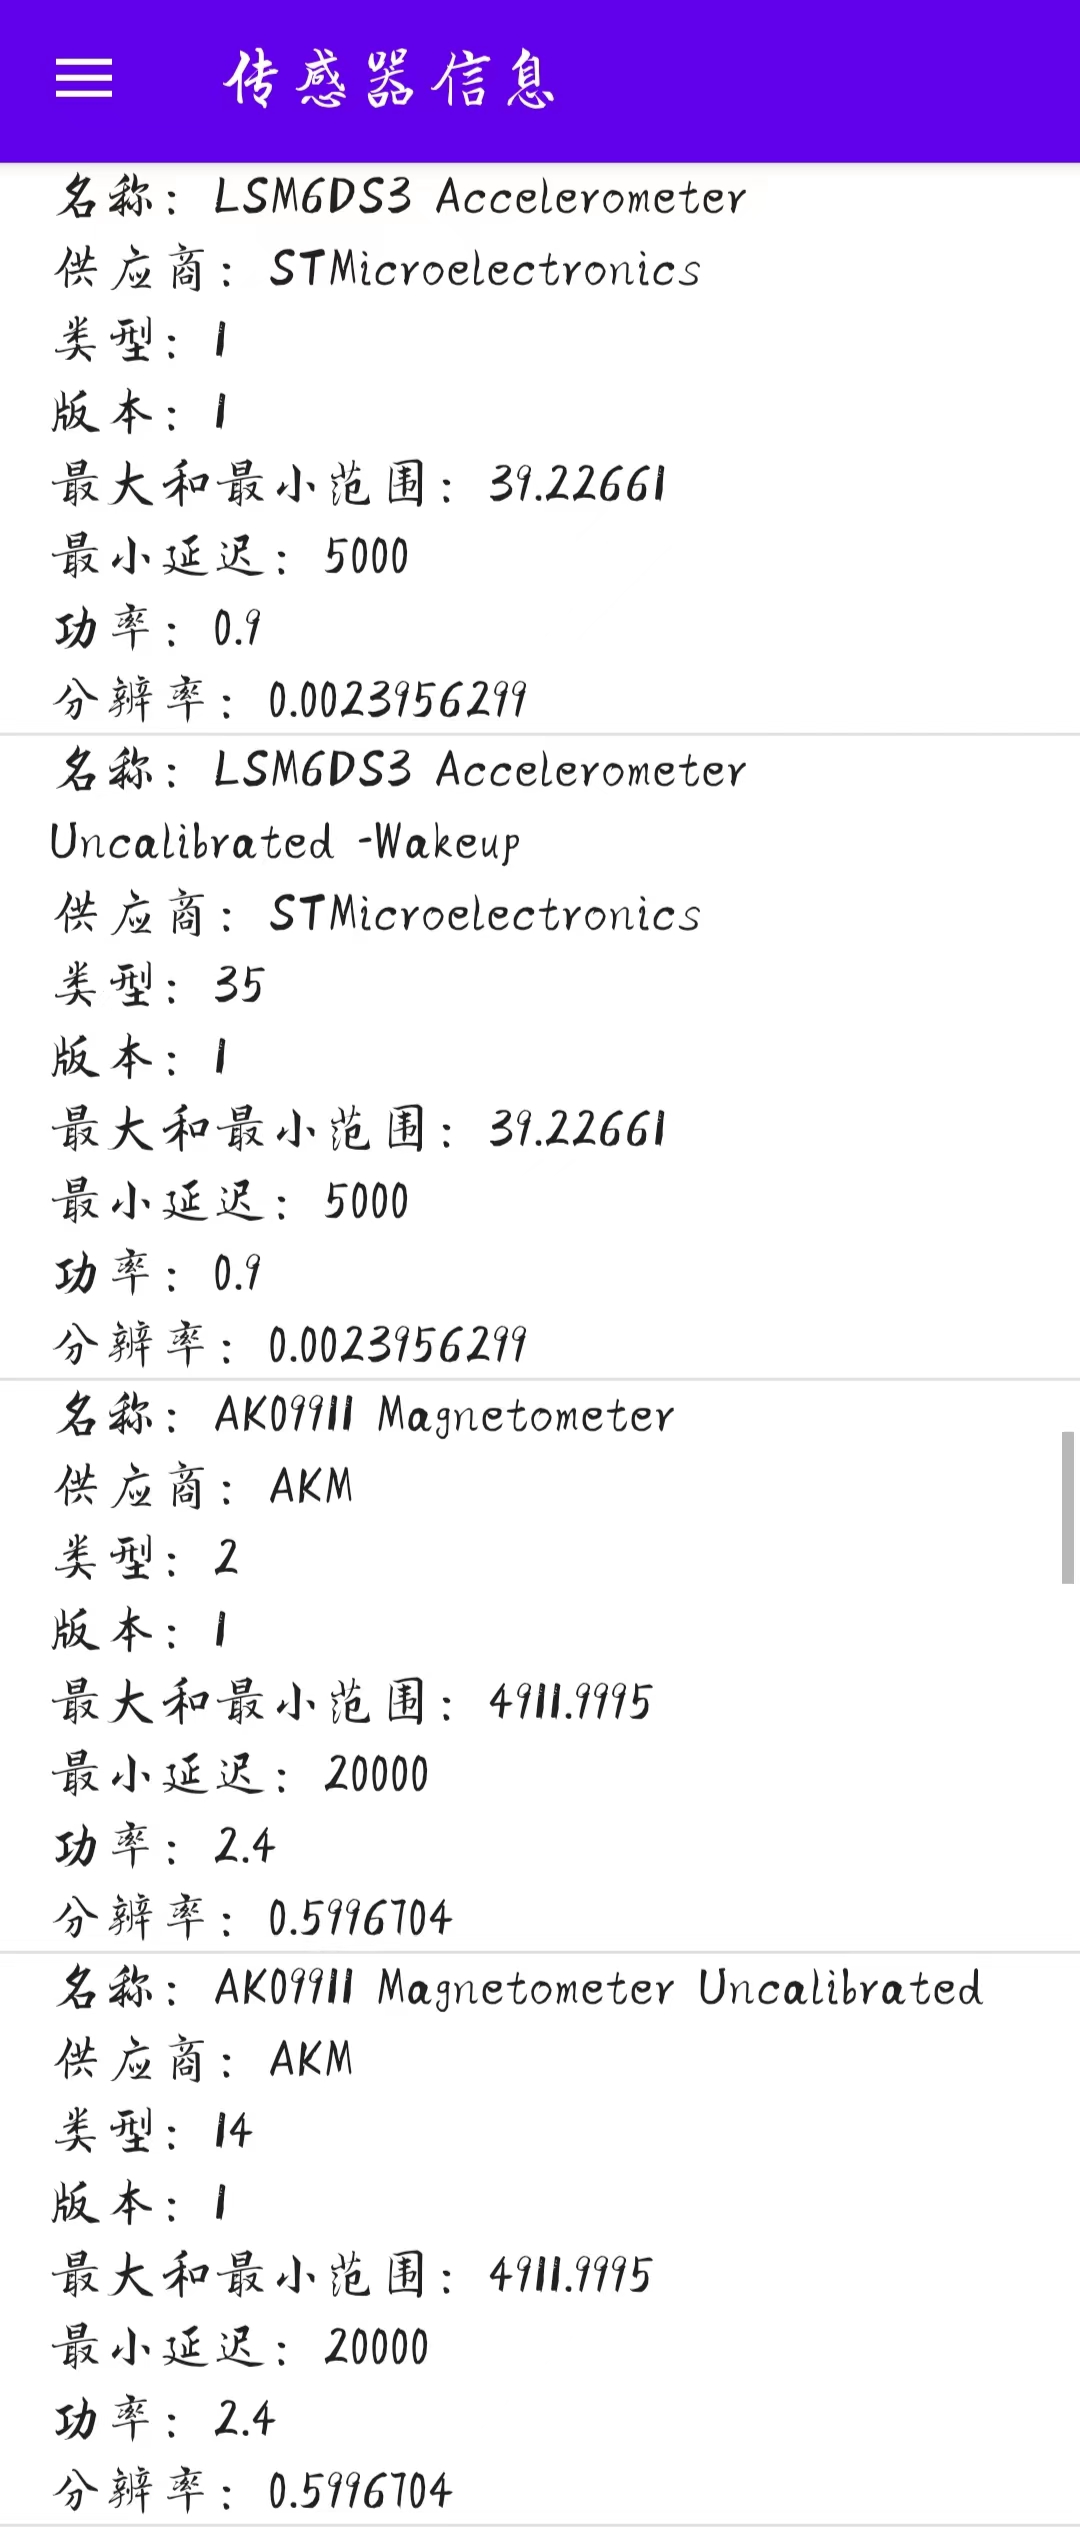 传感器信息
名称：LSM6DS3 Accelerometer
供应商：STMicroelectronics
类型：1
版本：1
最大和最小范围：39.22661
最小延迟：5000
功率：0.9
分辨率：0.0023956299
名称：LSM6DS3 Accelerometer
Uncalibrated -Wakeup
供应商：STMicroelectronics
类型：35
版本：1
最大和最小范围：39.22661
最小延迟：5000
功率：0.9
分辨率：0.0023956299
名称：AK09911 Magnetometer
供应商：AKM
类型：2
版本：1
最大和最小范围：4911.9995
最小延迟：20000
功率：2.4
分辨率：0.5996704
名称：AK09911 Magnetometer Uncalibrated
供应商：AKM
类型：14
版本：1
最大和最小范围：4911.9995
最小延迟：20000
功率：2.4
分辨率：0.5996704